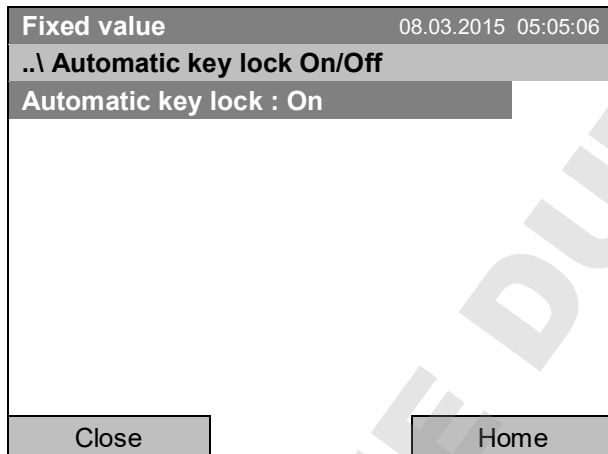 Fixed value 08.03.2015 05:05:06
..\ Automatic key lock On/Off
Automatic key lock : On
Close Home